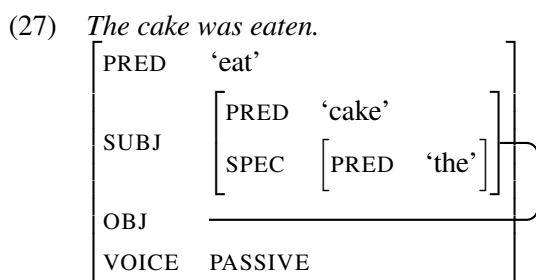 (27) The cake was eaten.
PRED ‘eat’
SUBJ PRED ‘cake’
SPEC PRED ‘the’
OBJ
VOICE PASSIVE